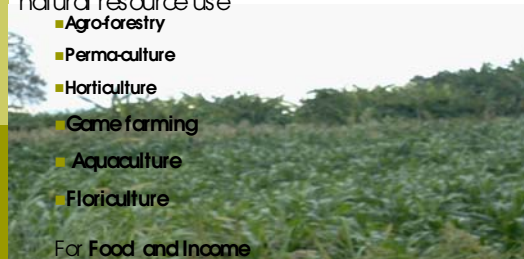 natural resource use
▪Agro-forestry
▪Perma-culture
▪Horticulture
▪Game farming
▪ Aquaculture
▪Floriculture
For Food and Income